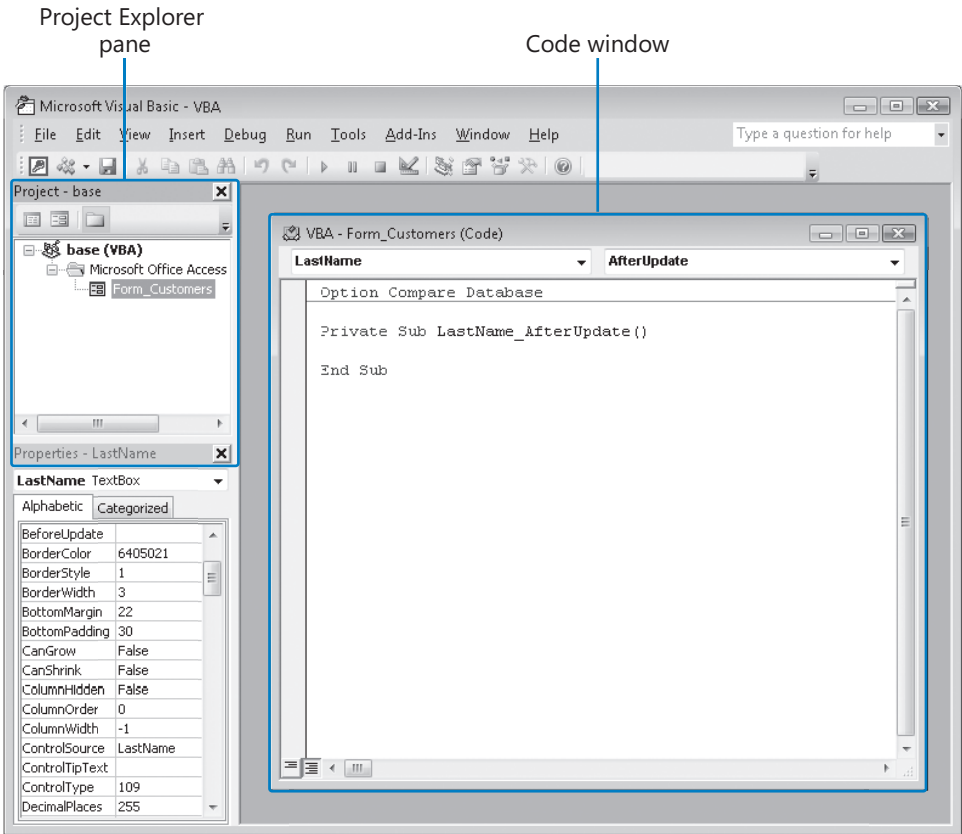 Project Explorer
pane
Code window
Microsoft Visual Basic - VBA
File Edit View Insert Debug Run Tools Add-Ins Window Help
Type a question for help
Project - base
base (VBA)
Microsoft Office Access
Form_Customers
VBA - Form_Customers (Code)
LastName
AfterUpdate
Option Compare Database
Private Sub LastName_AfterUpdate()
End Sub
Properties - LastName
LastName TextBox
Alphabetic Categorized
BeforeUpdate
BorderColor 6405021
BorderStyle 1
BorderWidth 3
BottomMargin 22
BottomPadding 30
CanGrow False
CanShrink False
ColumnHidden False
ColumnOrder 0
ColumnWidth -1
ControlSource LastName
ControlTipText
ControlType 109
DecimalPlaces 255